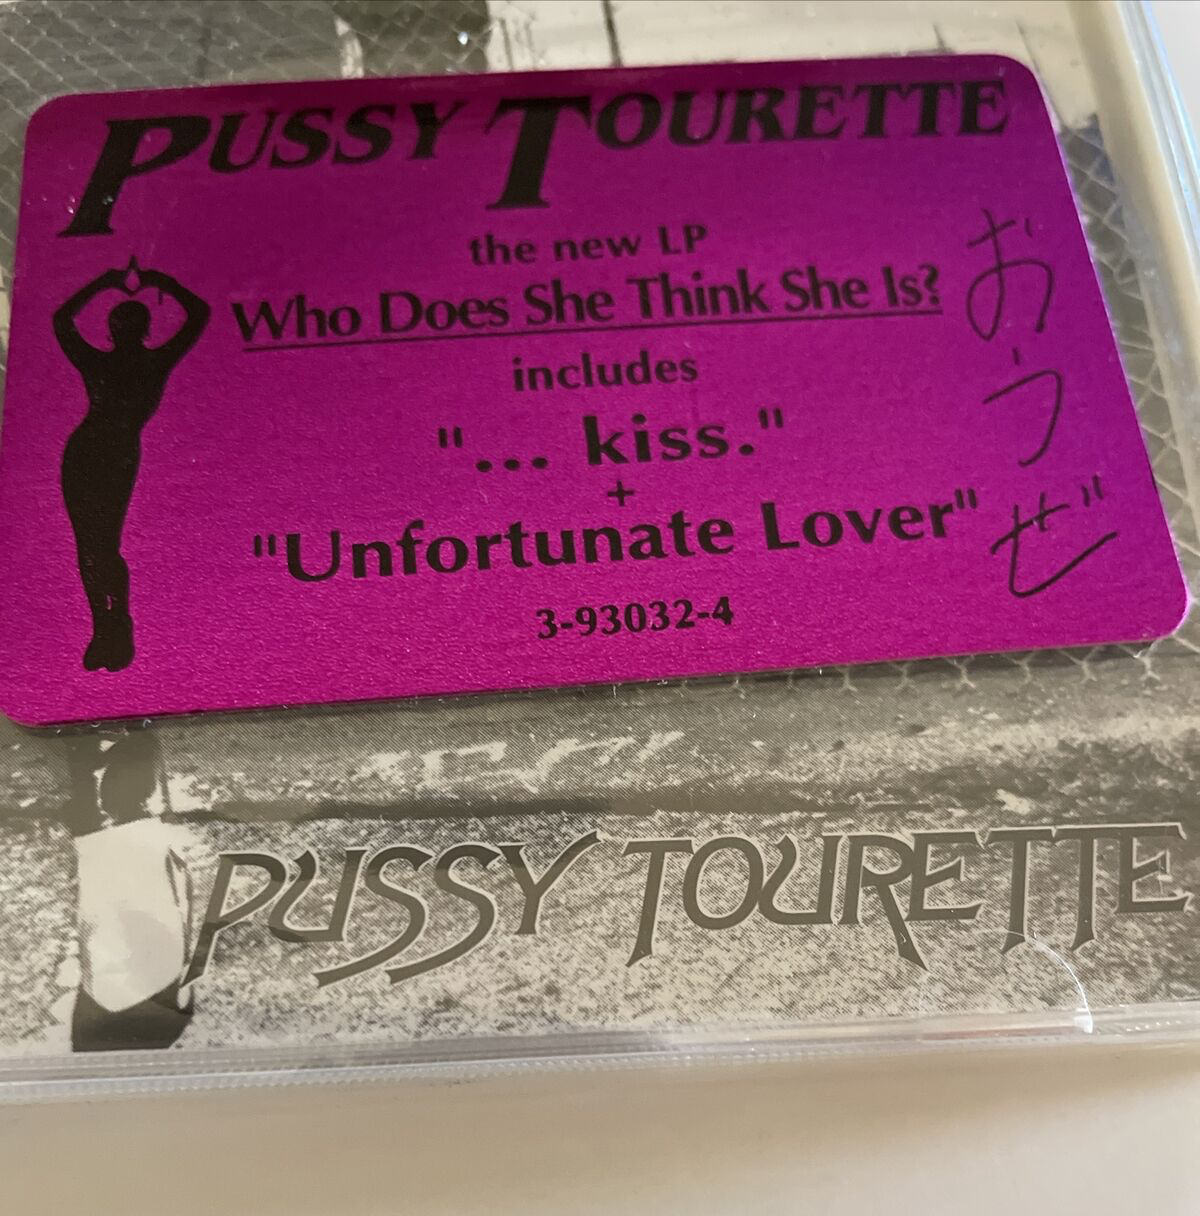 PUSSY TOURETTE
the new LP
Who Does She Think She Is?
includes
"... kiss."
+
"Unfortunate Lover"
3-93032-4
おうぜ
PUSSY TOURETTE